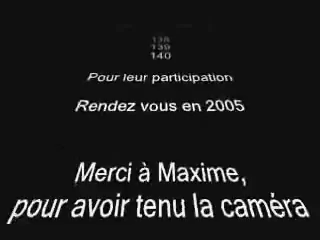 138
139
140
Pour leur participation
Rendez vous en 2005
Merci à Maxime,
pour avoir tenu la caméra